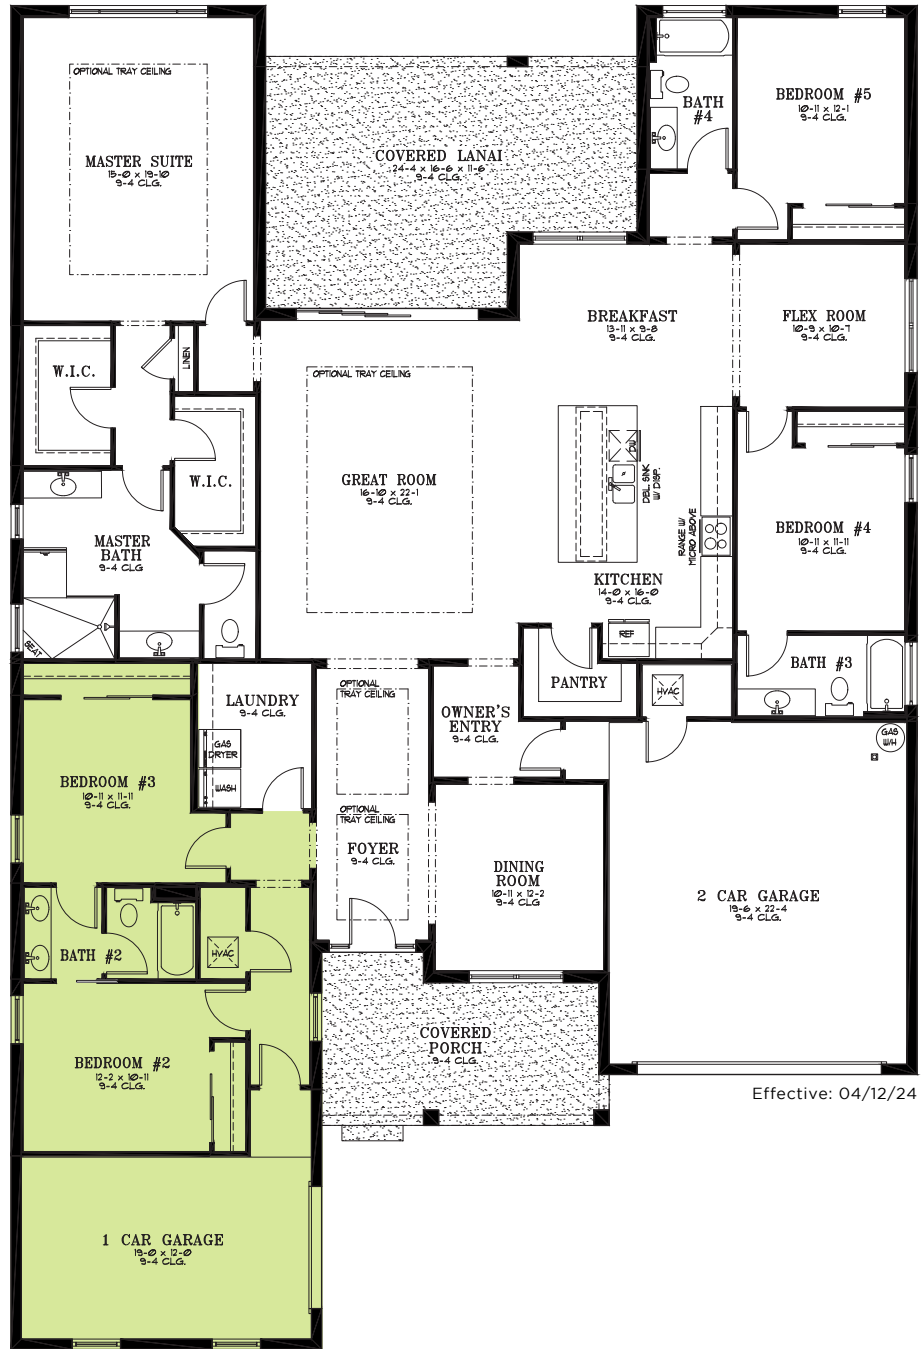 OPTIONAL TRAY CEILING
MASTER SUITE
15-0 x 19-10
9-4 CLG.
COVERED LANAI
24-4 x 16-6 x 11-6
9-4 CLG.
BATH
#4
BEDROOM #5
10-11 x 12-1
9-4 CLG.
BREAKFAST
13-11 x 9-8
9-4 CLG.
FLEX ROOM
10-9 x 10-7
9-4 CLG.
W.I.C.
LINEN
OPTIONAL TRAY CEILING
W.I.C.
GREAT ROOM
16-10 x 22-1
9-4 CLG.
DW
DBL. SINK
W/ DISP.
RANGE W/
MICRO ABOVE
BEDROOM #4
10-11 x 11-11
9-4 CLG.
MASTER
BATH
9-4 CLG
KITCHEN
14-0 x 16-0
9-4 CLG.
REF
SEAT
BATH #3
PANTRY
HVAC
LAUNDRY
9-4 CLG.
OPTIONAL
TRAY CEILING
OWNER'S
ENTRY
9-4 CLG.
GAS
W/H
GAS
DRYER
WASH
BEDROOM #3
10-11 x 11-11
9-4 CLG.
OPTIONAL
TRAY CEILING
FOYER
9-4 CLG.
DINING
ROOM
10-11 x 12-2
9-4 CLG
2 CAR GARAGE
19-6 x 22-4
9-4 CLG.
BATH #2
HVAC
COVERED
PORCH
9-4 CLG.
BEDROOM #2
12-2 x 10-11
9-4 CLG.
Effective: 04/12/24
1 CAR GARAGE
19-0 x 12-0
9-4 CLG.